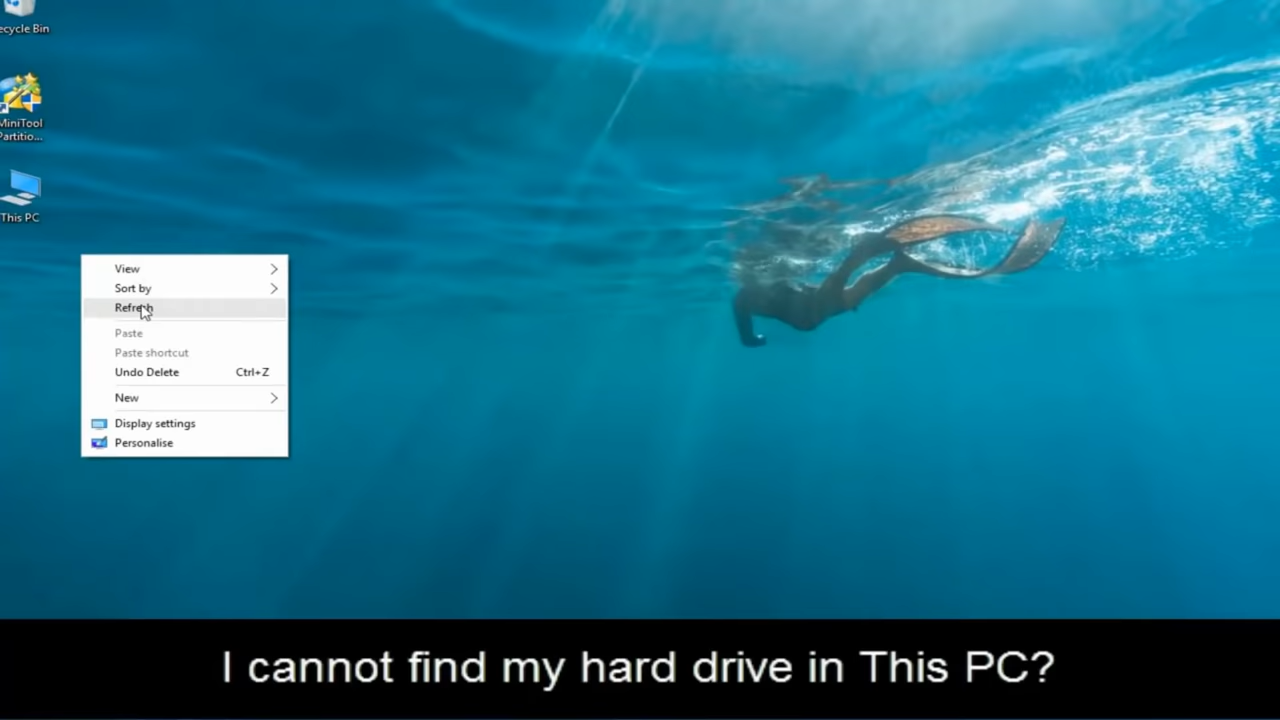 ecycle Bin
MiniTool
Partitio...
This PC
View
Sort by
Refresh
Paste
Paste shortcut
Undo Delete Ctrl+Z
New
Display settings
Personalise
I cannot find my hard drive in This PC?